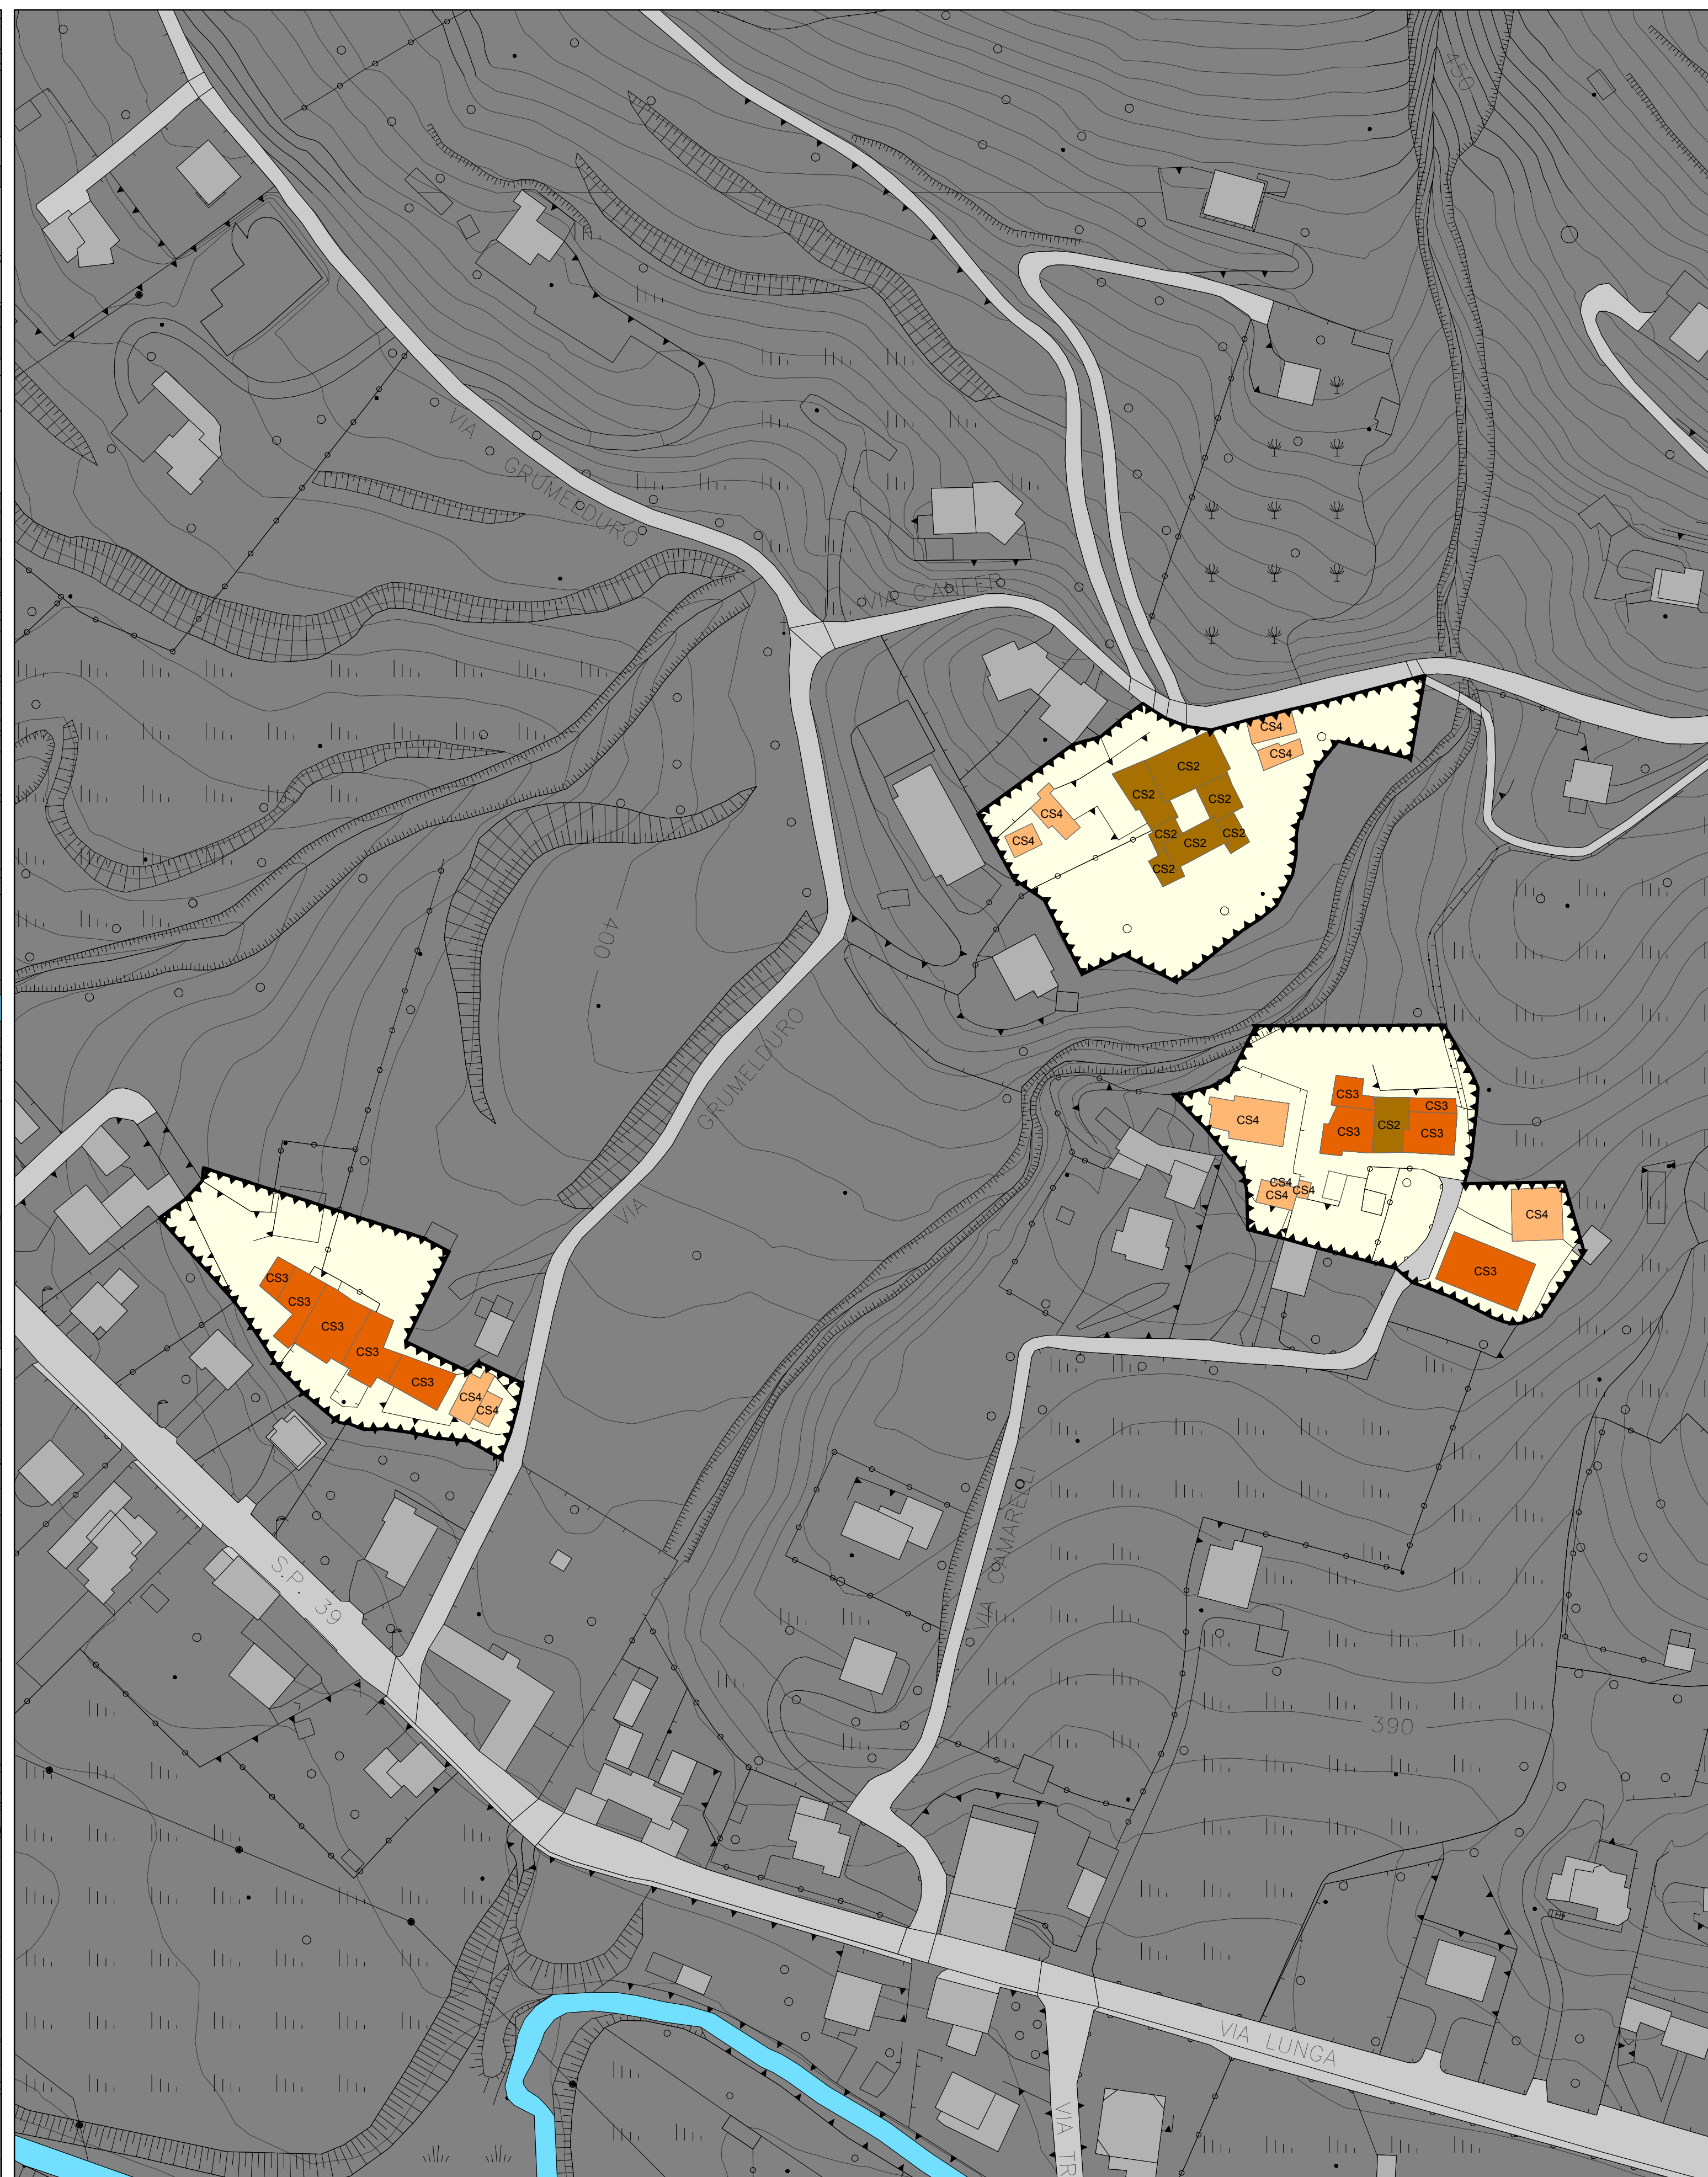 450
VIA
GRUMELDURO
VIA CANFER
CS4
CS4
CS2
CS2
CS2
CS4
CS4
CS2
CS2
CS2
CS2
400
GRUMELDURO
VIA
CS3
CS3
CS4
CS3
CS2
CS3
CS4
CS4
CS4
CS4
CS3
CS3
CS3
CS3
CS3
CS3
CS4
CS4
S.P. 39
VIA CAMARELLI
390
VIA LUNGA
VIA TR